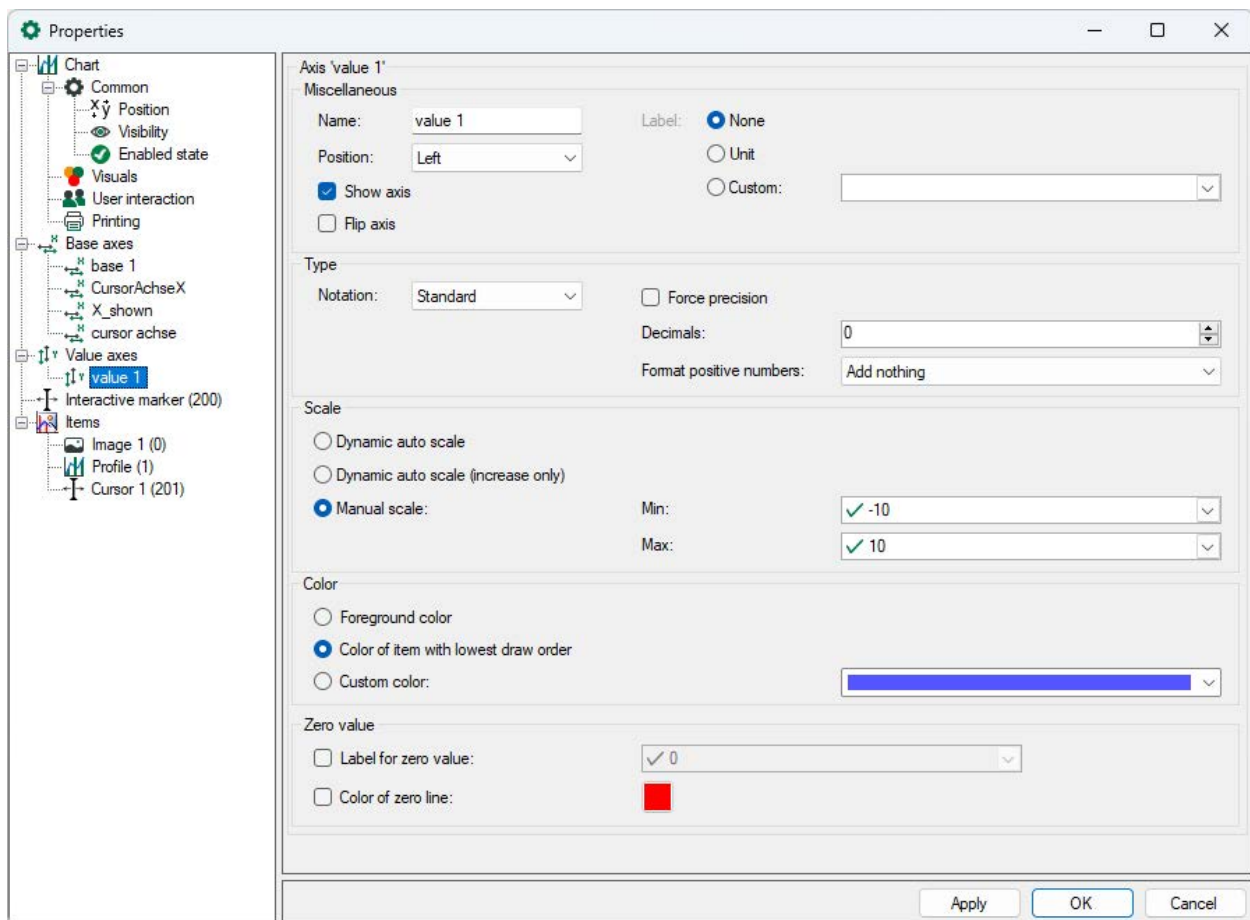 Properties
Chart
Common
Position
Visibility
Enabled state
Visuals
User interaction
Printing
Base axes
base 1
CursorAchseX
X_shown
cursor achse
Value axes
value 1
Interactive marker (200)
Items
Image 1 (0)
Profile (1)
Cursor 1 (201)
Axis 'value 1'
Miscellaneous
Name: value 1 Label: None
Position: Left Unit
Show axis Custom:
Flip axis
Type
Notation: Standard Force precision
Decimals: 0
Format positive numbers: Add nothing
Scale
Dynamic auto scale
Dynamic auto scale (increase only)
Manual scale: Min: -10
Max: 10
Color
Foreground color
Color of item with lowest draw order
Custom color:
Zero value
Label for zero value: 0
Color of zero line:
Apply OK Cancel